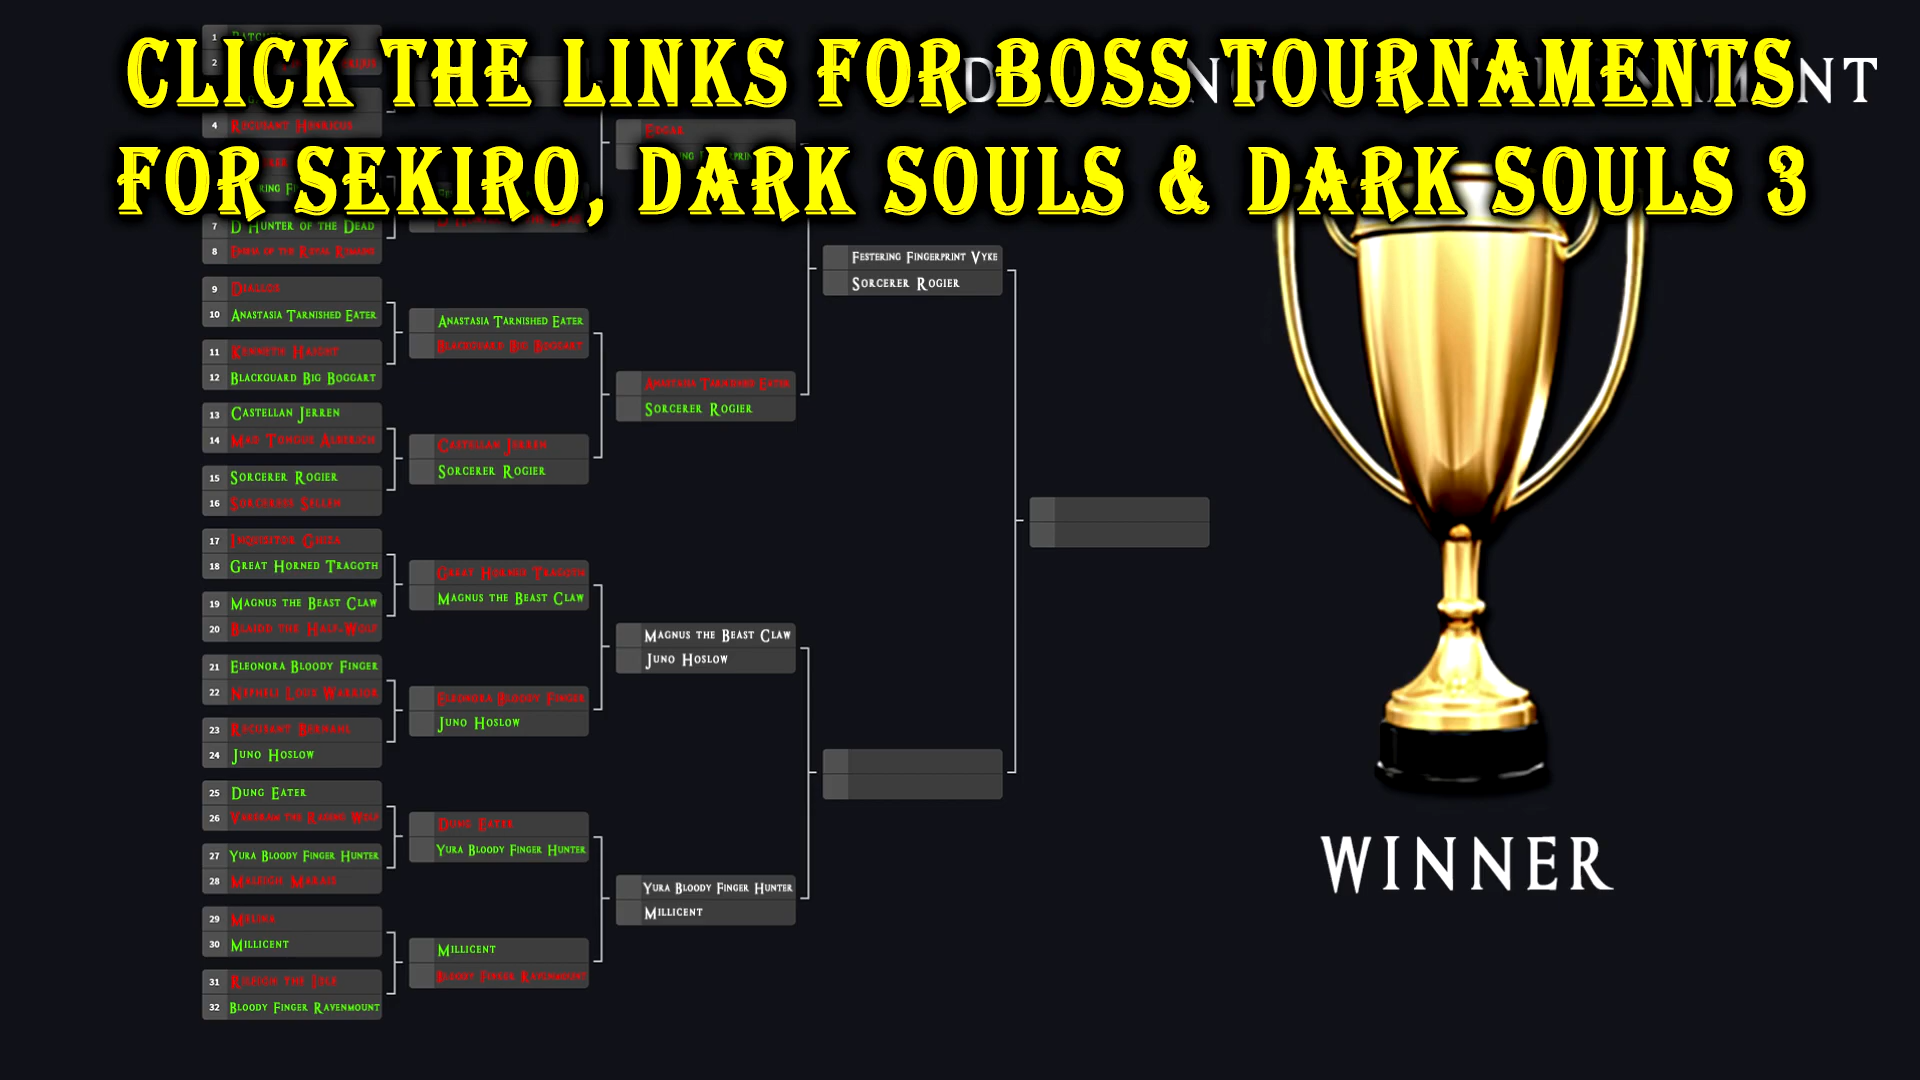 CLICK THE LINKS FOR BOSS TOURNAMENTS
FOR SEKIRO, DARK SOULS & DARK SOULS 3
1
2
4 Recusant Henricus
7 D Hunter of the Dead
8
9 Diallos
10 Anastasia Tarnished Eater
11 Kenneth Haight
12 Blackguard Big Boggart
13 Castellan Jerren
14 Mad Tongue Alberich
15 Sorcerer Rogier
16 Sorceress Sellen
17 Inquisitor Ghiza
18 Great Horned Tragoth
19 Magnus the Beast Claw
20 Blaidd the Half-Wolf
21 Eleonora Bloody Finger
22 Nepheli Loux Warrior
23 Recusant Bernahl
24 Juno Hoslow
25 Dung Eater
26 Vargram the Raging Wolf
27 Yura Bloody Finger Hunter
28 Maleigh Marais
29 Melina
30 Millicent
31
32 Bloody Finger Ravenmount
Anastasia Tarnished Eater
Blackguard Big Boggart
Castellan Jerren
Sorcerer Rogier
Great Horned Tragoth
Magnus the Beast Claw
Eleonora Bloody Finger
Juno Hoslow
Dung Eater
Yura Bloody Finger Hunter
Millicent
Bloody Finger Ravenmount
Edgar
Anastasia Tarnished Eater
Sorcerer Rogier
Magnus the Beast Claw
Juno Hoslow
Yura Bloody Finger Hunter
Millicent
Festering Fingerprint Vyke
Sorcerer Rogier
WINNER